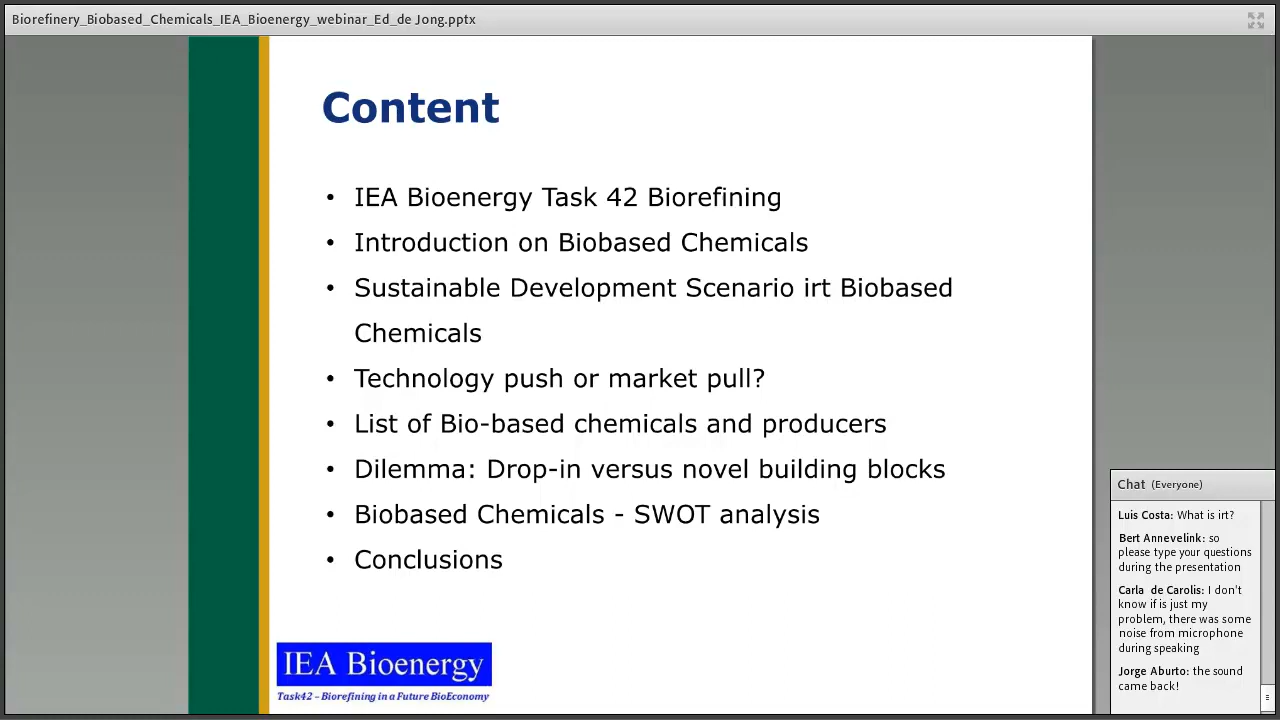 Biorefinery_Biobased_Chemicals_IEA_Bioenergy_webinar_Ed_de Jong.pptx
Content
• IEA Bioenergy Task 42 Biorefining
• Introduction on Biobased Chemicals
• Sustainable Development Scenario irt Biobased
Chemicals
• Technology push or market pull?
• List of Bio-based chemicals and producers
• Dilemma: Drop-in versus novel building blocks
• Biobased Chemicals - SWOT analysis
• Conclusions
IEA Bioenergy
Task42 – Biorefining in a Future BioEconomy
Chat (Everyone)
Luis Costa: What is irt?
Bert Annevelink: so
please type your questions
during the presentation
Carla de Carolis: I don't
know if is just my
problem, there was some
noise from microphone
during speaking
Jorge Aburto: the sound
came back!